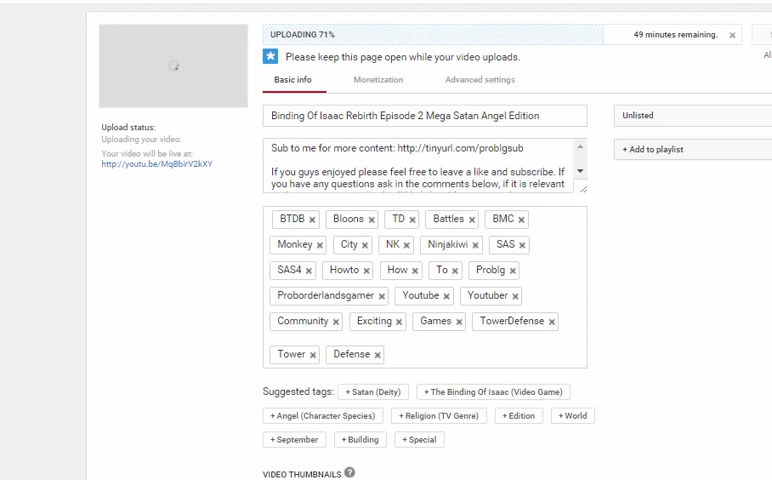 UPLOADING 71%
49 minutes remaining. ×
Please keep this page open while your video uploads.
Basic info
Monetization
Advanced settings
Upload status:
Uploading your video.
Your video will be live at:
http://youtu.be/MqBbirV2kXY
Binding Of Isaac Rebirth Episode 2 Mega Satan Angel Edition
Sub to me for more content: http://tinyurl.com/problgsub
If you guys enjoyed please feel free to leave a like and subscribe. If
you have any questions ask in the comments below, if it is relevant
BTDB × Bloons × TD × Battles × BMC ×
Monkey × City × NK × Ninjakiwi × SAS ×
SAS4 × Howto × How × To × Problg ×
Proborderlandsgamer × Youtube × Youtuber ×
Community × Exciting × Games × TowerDefense ×
Tower × Defense ×
Suggested tags: + Satan (Deity) + The Binding Of Isaac (Video Game)
+ Angel (Character Species) + Religion (TV Genre) + Edition + World
+ September + Building + Special
VIDEO THUMBNAILS ?
Unlisted
+ Add to playlist